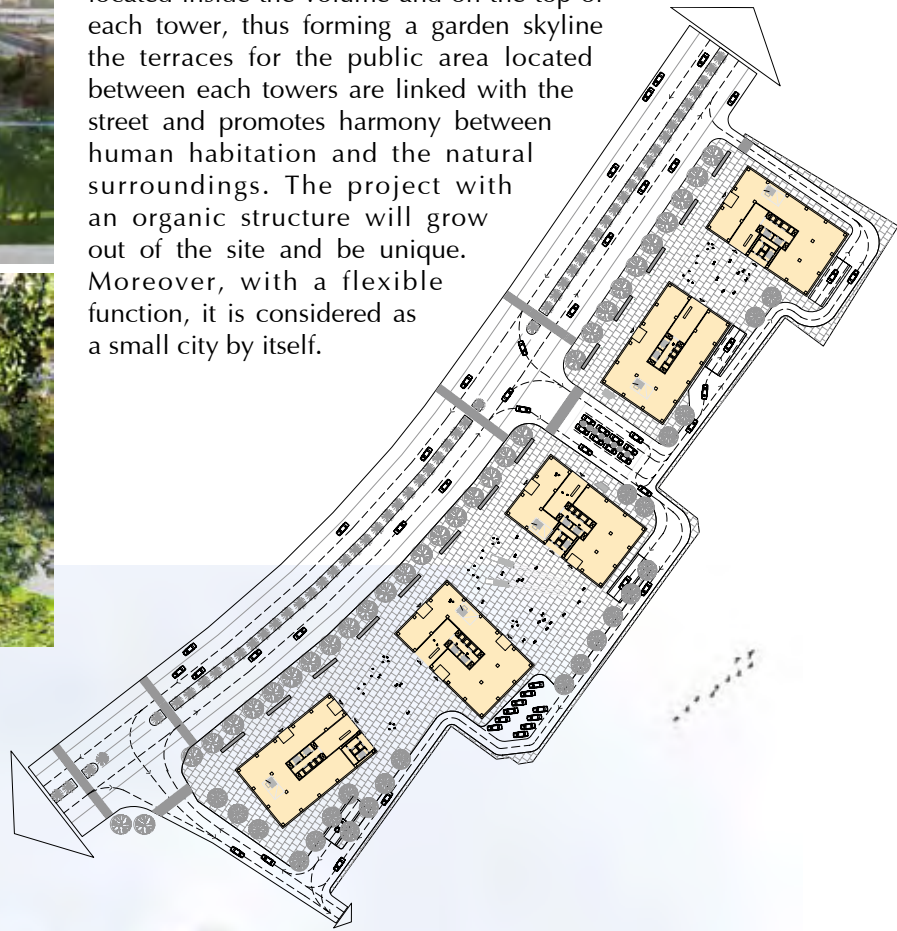 located inside the volume and on the top of
each tower, thus forming a garden skyline
the terraces for the public area located
between each towers are linked with the
street and promotes harmony between
human habitation and the natural
surroundings. The project with
an organic structure will grow
out of the site and be unique.
Moreover, with a flexible
function, it is considered as
a small city by itself.